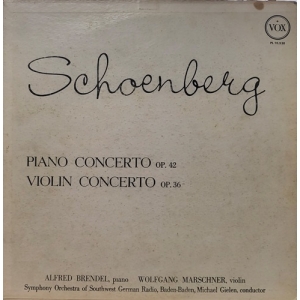 VOX
Schoenberg
PIANO CONCERTO OP. 42
VIOLIN CONCERTO OP. 36
ALFRED BRENDEL, piano WOLFGANG MARSCHNER, violin
Symphony Orchestra of Southwest German Radio, Baden-Baden, Michael Gielen, conductor